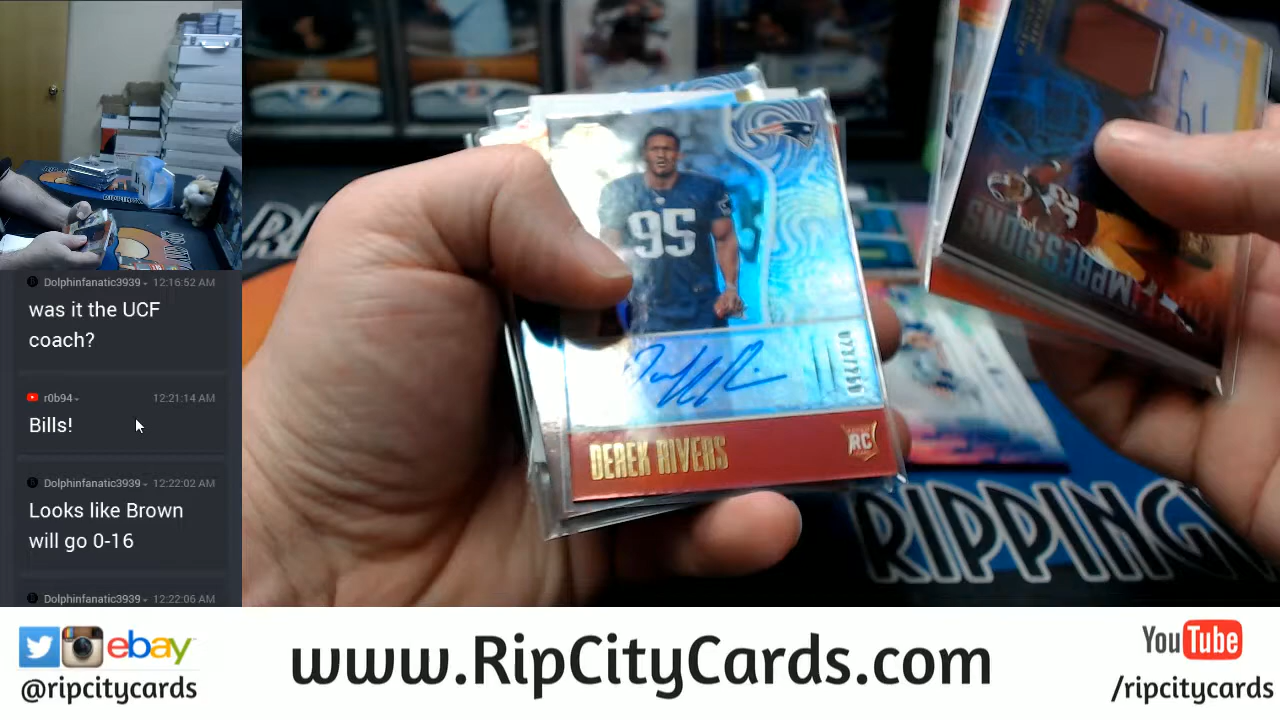 Dolphinfanatic3939 12:16:52 AM
was it the UCF
coach?
r0b94 12:21:14 AM
Bills!
Dolphinfanatic3939 12:22:02 AM
Looks like Brown
will go 0-16
Dolphinfanatic3939 12:22:06 AM
95
DEREK RIVERS
RC
IMPRESSIONS
RIPPING
ebay
@ripcitycards
www.RipCityCards.com
YouTube
/ripcitycards